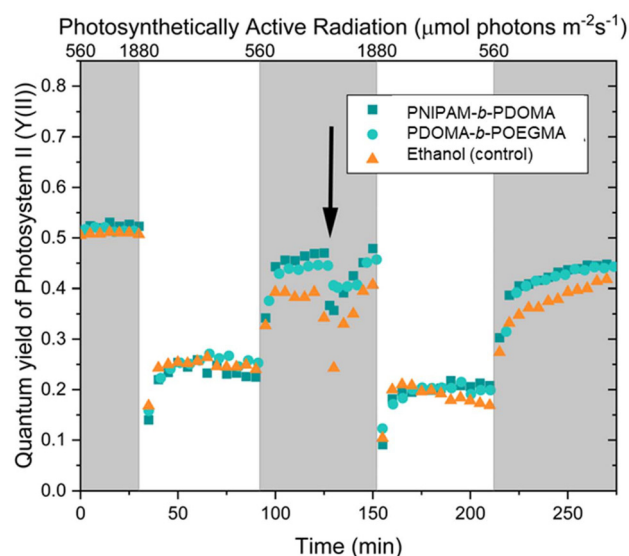 Photosynthetically Active Radiation (μmol photons m⁻²s⁻¹)
560 1880 560 1880 560
0.8
0.7
0.6
0.5
0.4
0.3
0.2
0.1
0.0
Quantum yield of Photosystem II (Y(II))
PNIPAM-b-PDOMA
PDOMA-b-POEGMA
Ethanol (control)
0 50 100 150 200 250
Time (min)